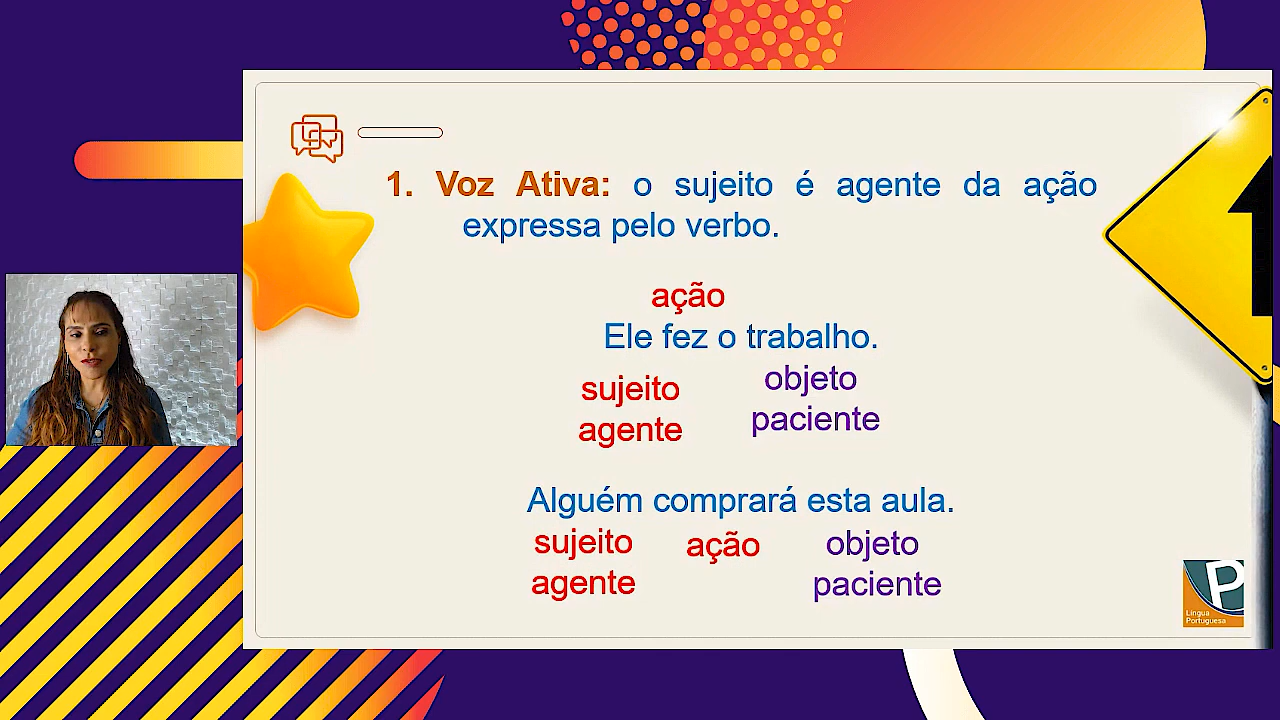 1. Voz Ativa: o sujeito é agente da ação
expressa pelo verbo.
ação
Ele fez o trabalho.
sujeito
agente
objeto
paciente
Alguém comprará esta aula.
sujeito
agente
ação
objeto
paciente
P
Língua
Portuguesa